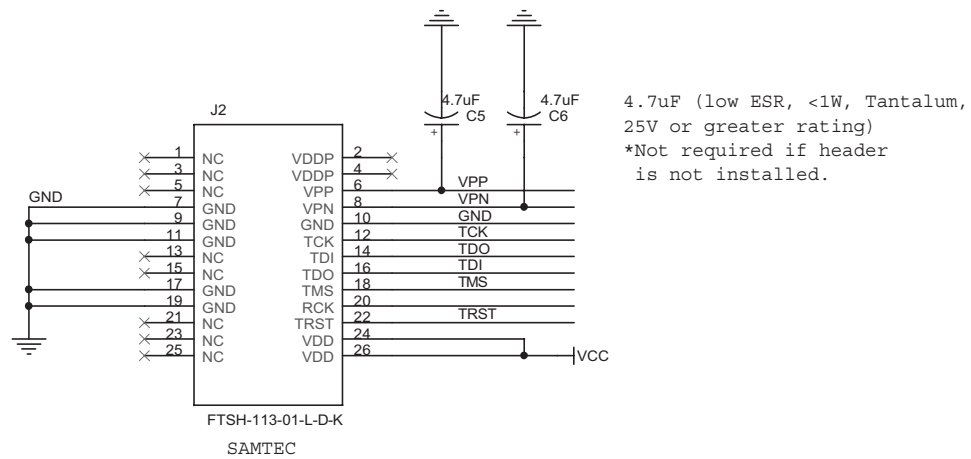 4.7uF
C5
4.7uF
C6
4.7uF (low ESR, <1W, Tantalum,
25V or greater rating)
*Not required if header
is not installed.
+
+
J2
1 NC VDDP 2
3 NC VDDP 4
5 NC VPP 6 VPP
GND 7 GND VPN 8 VPN
9 GND GND 10 GND
11 GND TCK 12 TCK
13 NC TDI 14 TDO
15 NC TDO 16 TDI
17 GND TMS 18 TMS
19 GND RCK 20
21 NC TRST 22 TRST
23 NC VDD 24
25 NC VDD 26 VCC
FTSH-113-01-L-D-K
SAMTEC